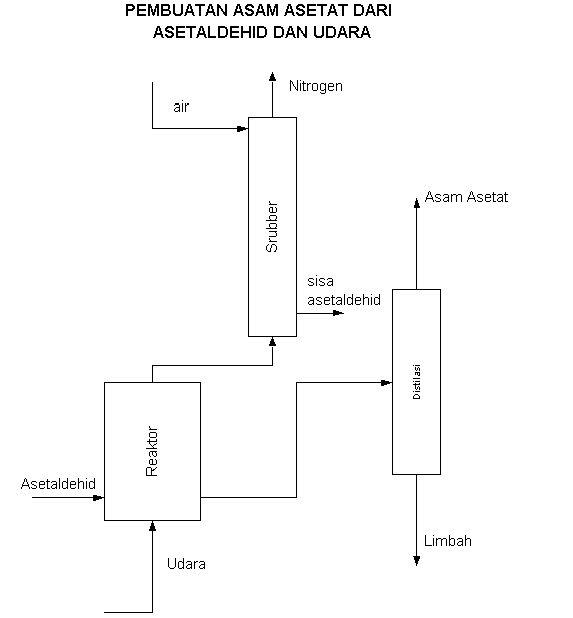 PEMBUATAN ASAM ASETAT DARI
ASETALDEHID DAN UDARA
Nitrogen
air
Srubber
Asam Asetat
sisa
asetaldehid
Distilasi
Reaktor
Asetaldehid
Limbah
Udara